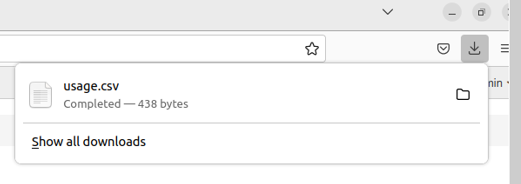 usage.csv
Completed — 438 bytes
Show all downloads